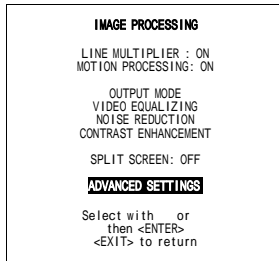 IMAGE PROCESSING
LINE MULTIPLIER : ON
MOTION PROCESSING: ON
OUTPUT MODE
VIDEO EQUALIZING
NOISE REDUCTION
CONTRAST ENHANCEMENT
SPLIT SCREEN: OFF
ADVANCED SETTINGS
Select with or
then <ENTER>
<EXIT> to return